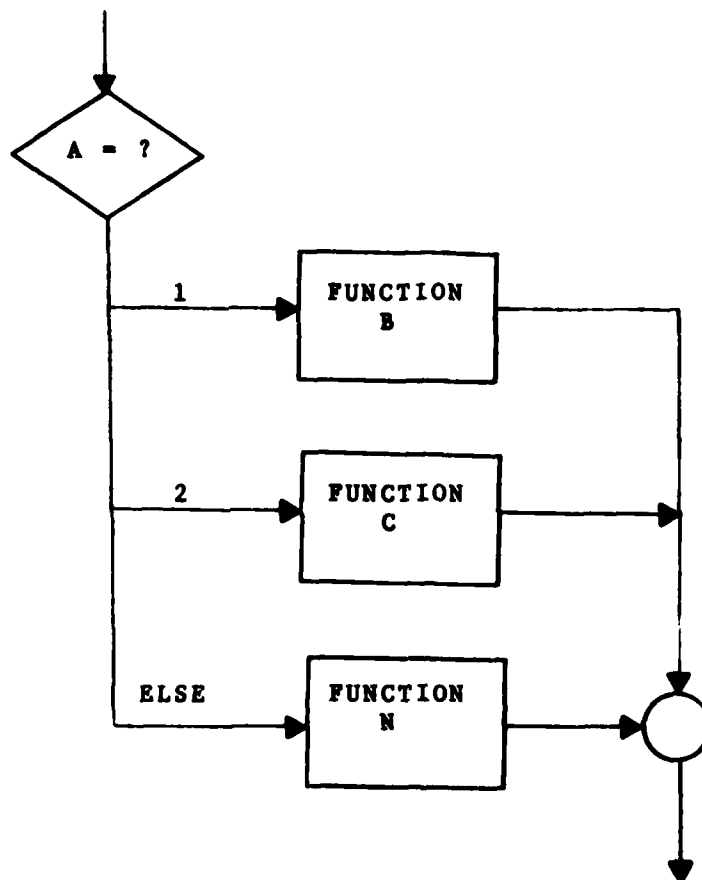 A = ?
1
FUNCTION
B
2
FUNCTION
C
ELSE
FUNCTION
N